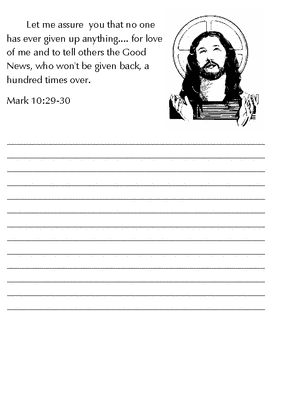 Let me assure you that no one
has ever given up anything.... for love
of me and to tell others the Good
News, who won't be given back, a
hundred times over.
Mark 10:29-30